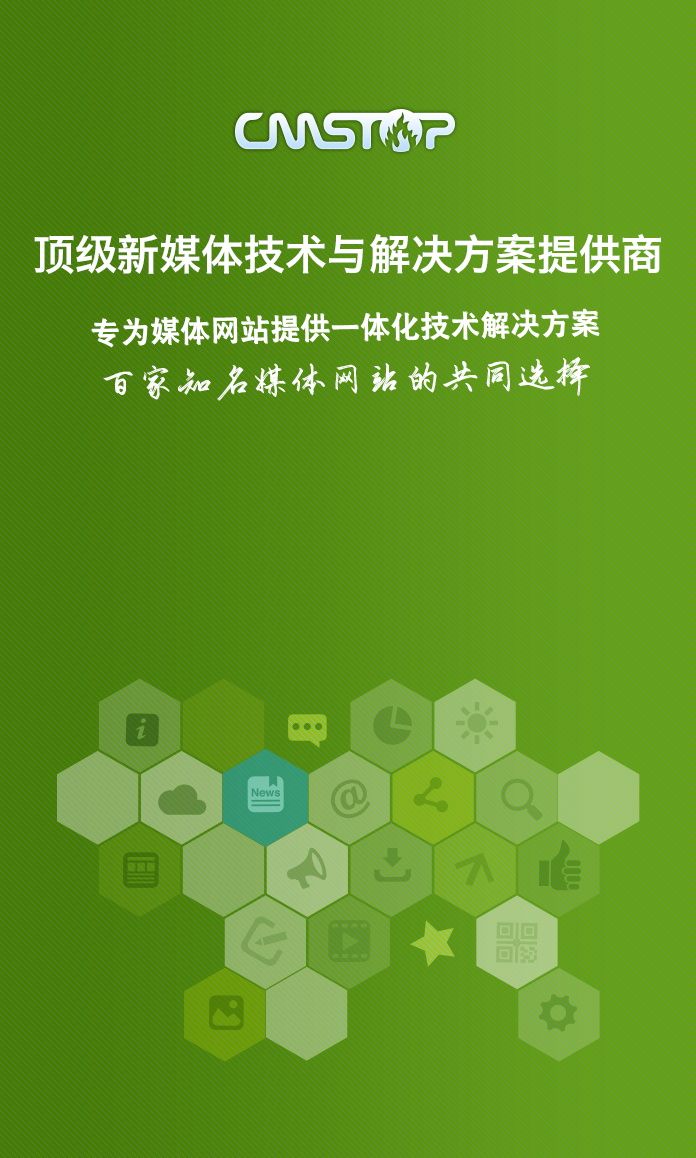 CMSTOP
顶级新媒体技术与解决方案提供商
专为媒体网站提供一体化技术解决方案
百家知名媒体网站的共同选择
i
News
@